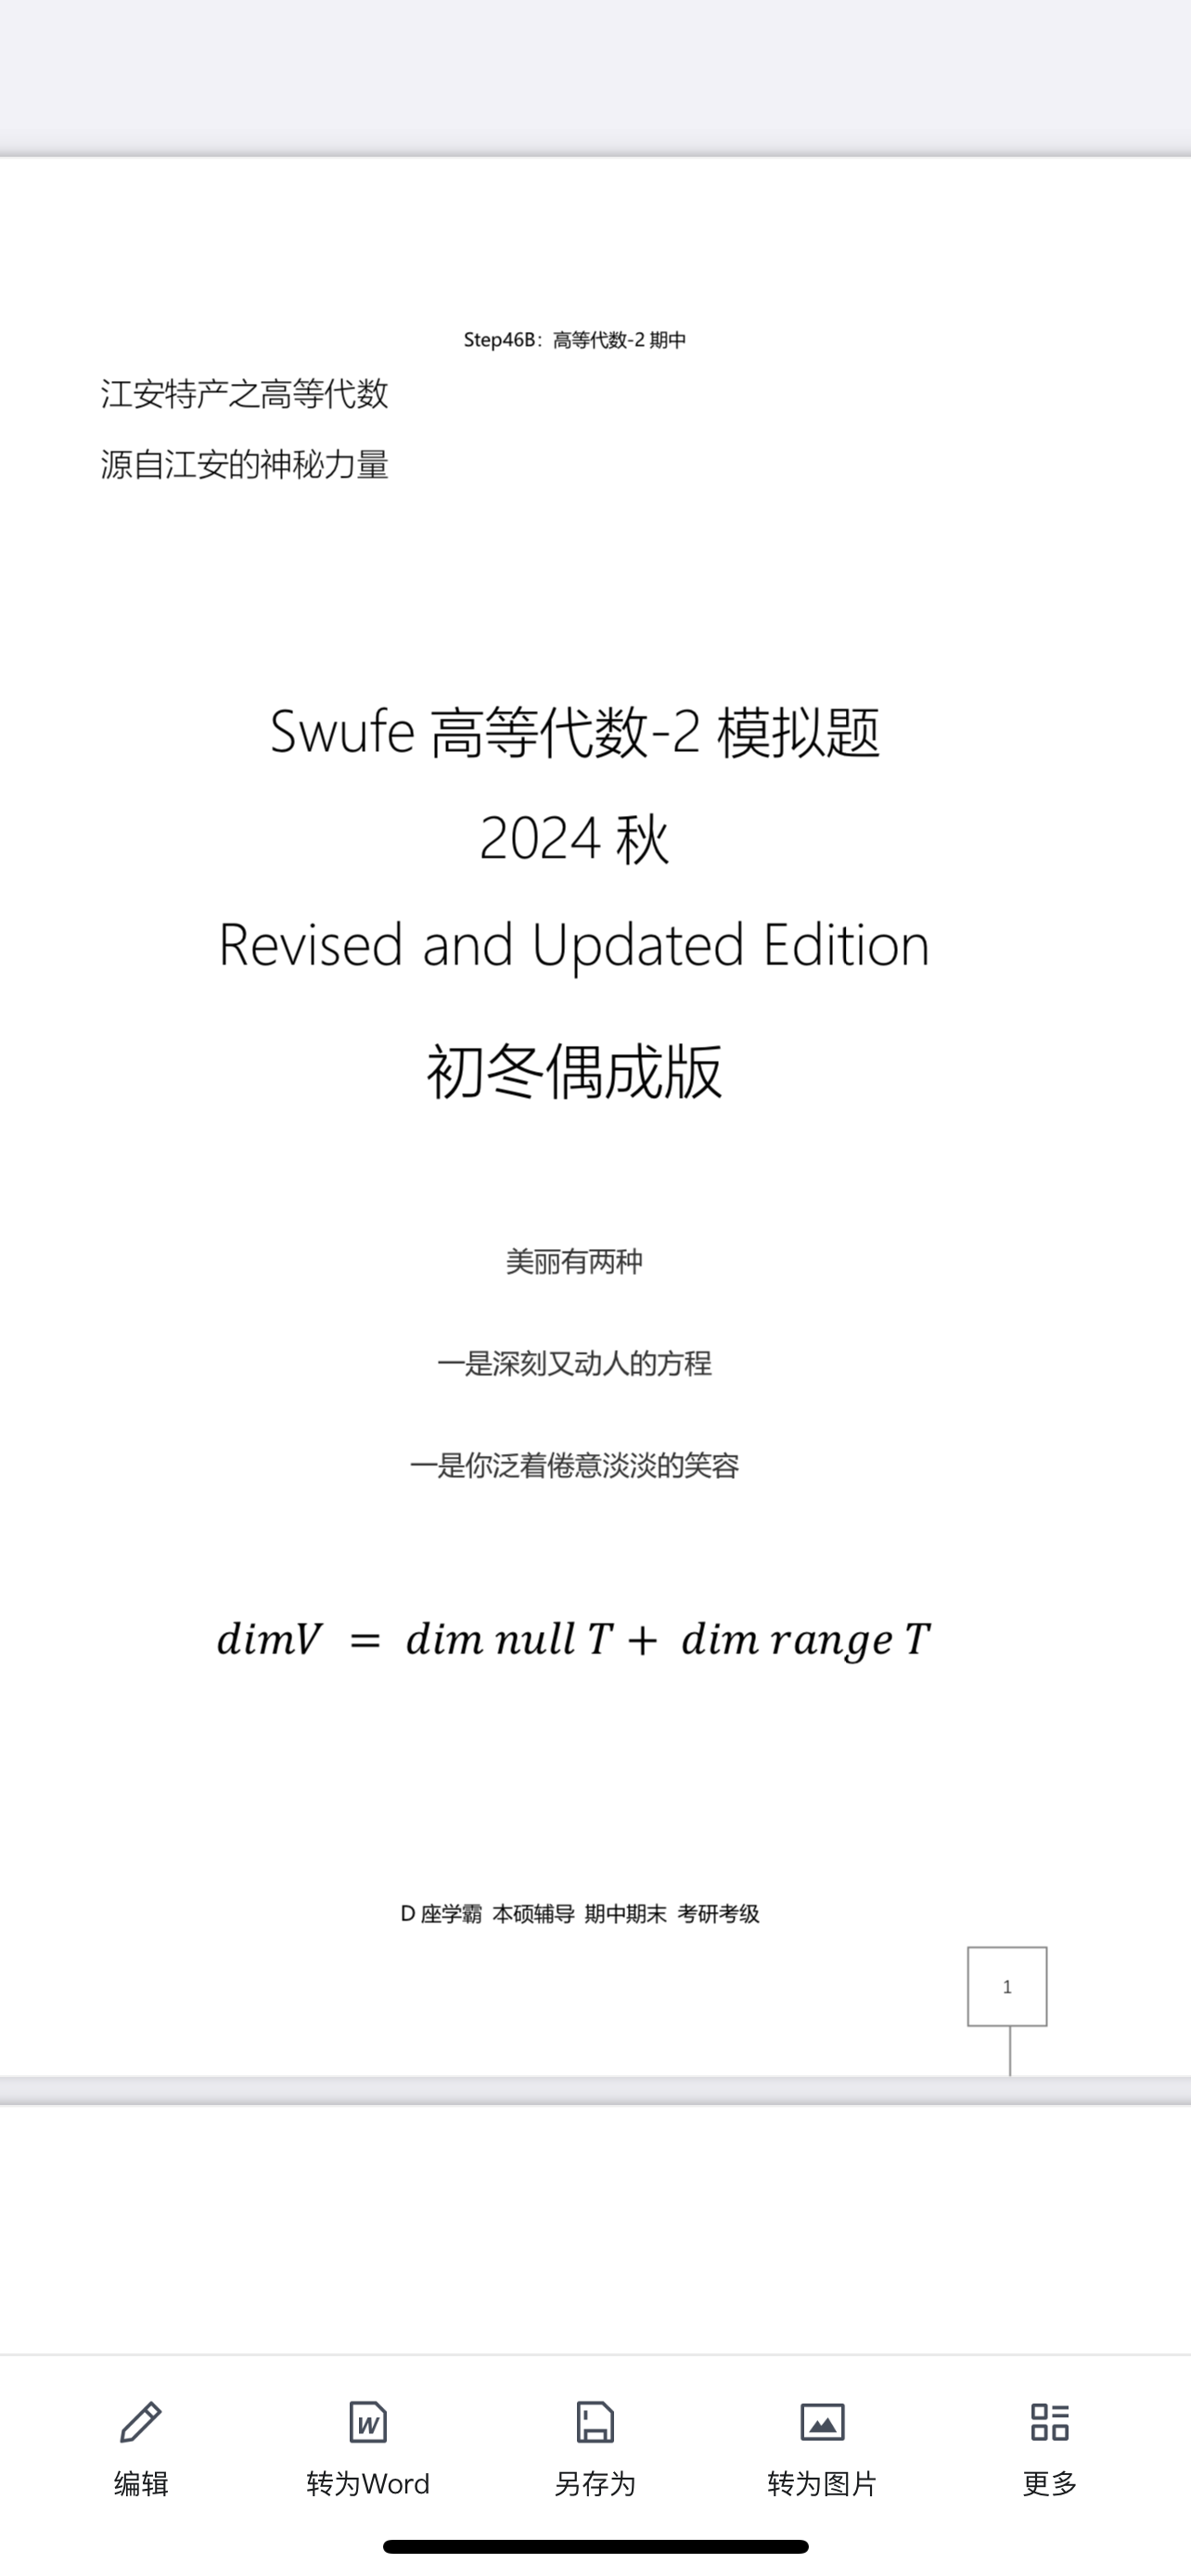 Step46B：高等代数-2 期中
江安特产之高等代数
源自江安的神秘力量
Swufe 高等代数-2 模拟题
2024 秋
Revised and Updated Edition
初冬偶成版
美丽有两种
一是深刻又动人的方程
一是你泛着倦意淡淡的笑容
dimV = dim null T + dim range T
D 座学霸 本硕辅导 期中期末 考研考级
1
编辑 转为Word 另存为 转为图片 更多